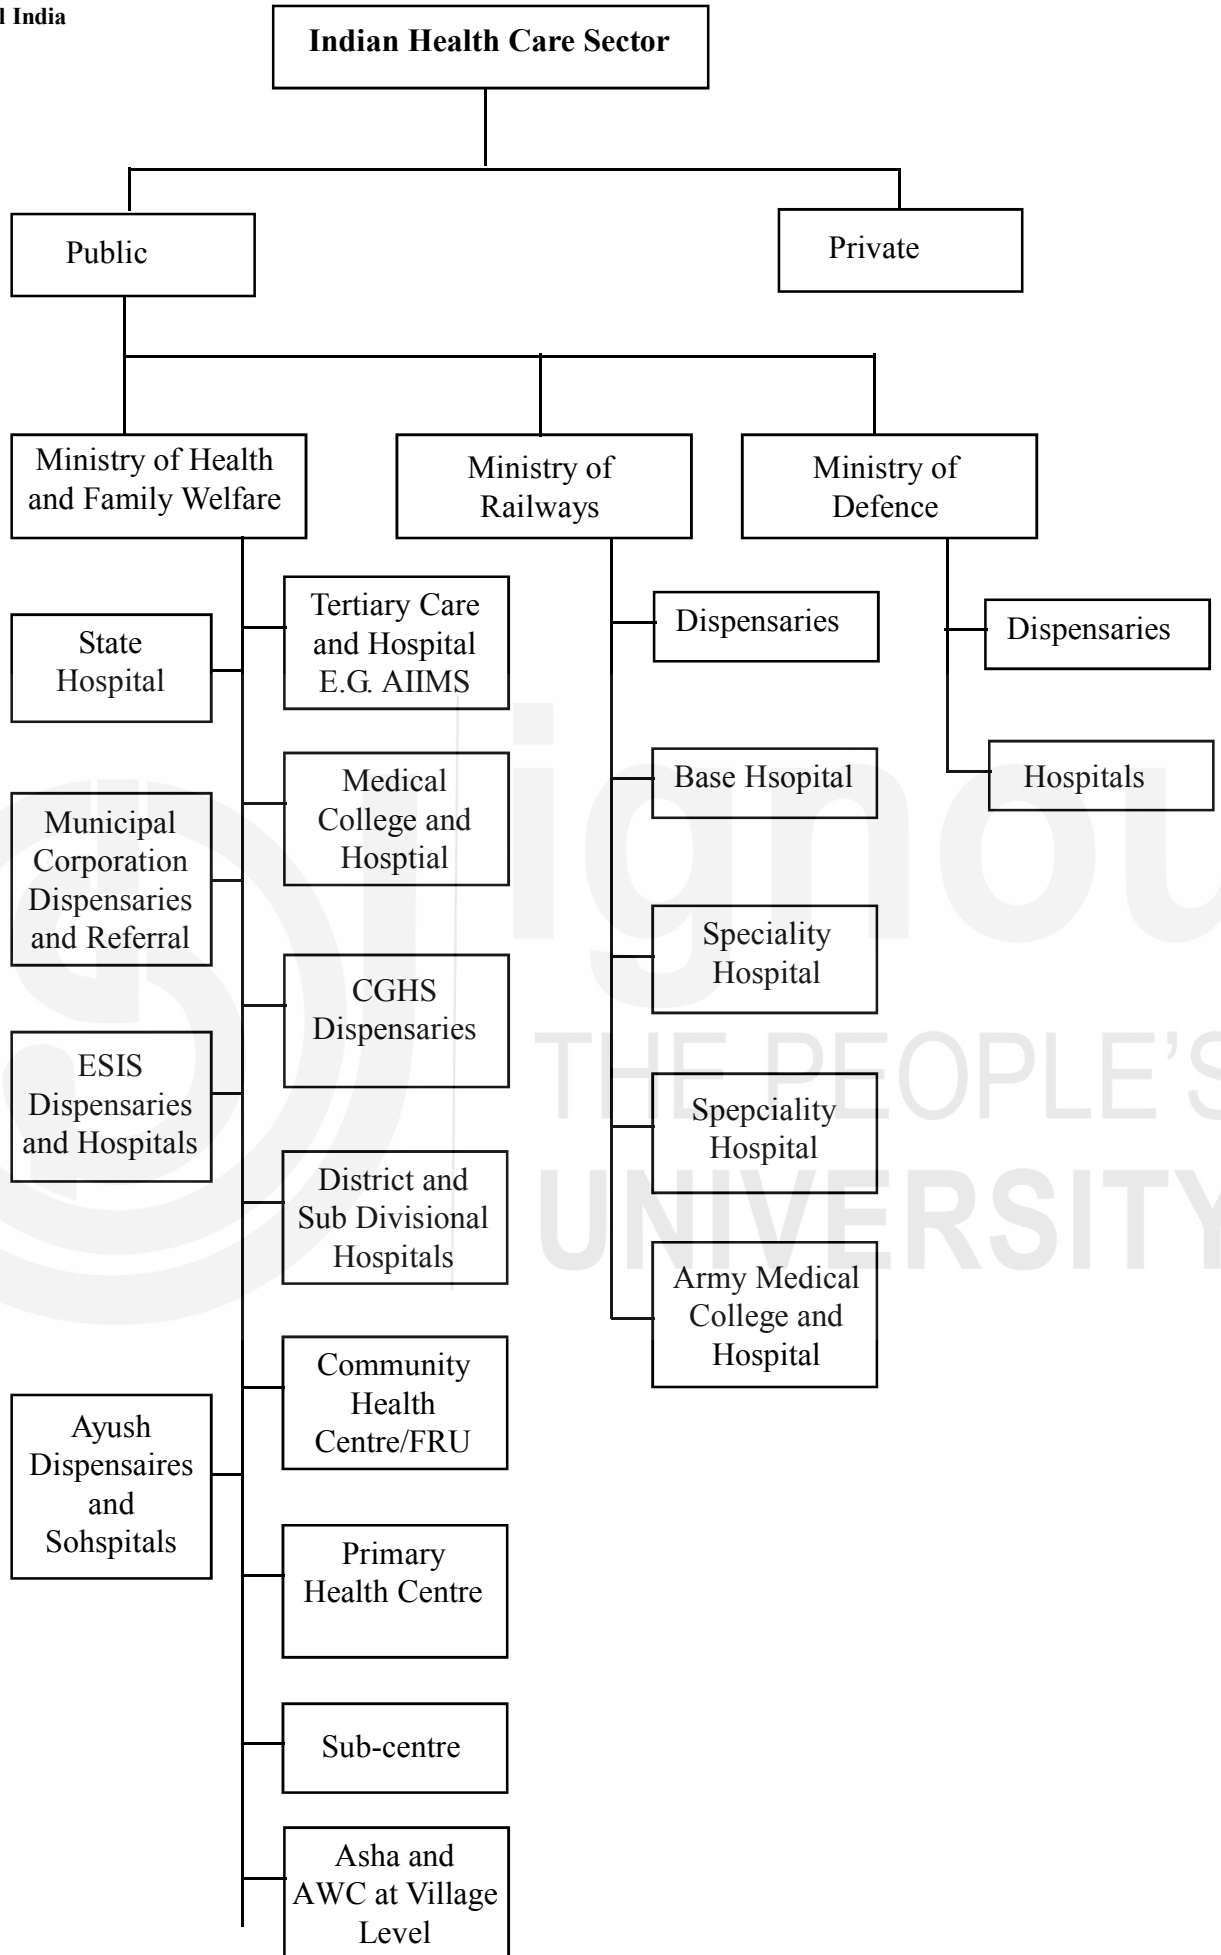 l India
Indian Health Care Sector
Public
Private
Ministry of Health
and Family Welfare
Ministry of
Railways
Ministry of
Defence
State
Hospital
Municipal
Corporation
Dispensaries
and Referral
ESIS
Dispensaries
and Hospitals
Ayush
Dispensaires
and
Sohspitals
Tertiary Care
and Hospital
E.G. AIIMS
Medical
College and
Hosptial
CGHS
Dispensaries
District and
Sub Divisional
Hospitals
Community
Health
Centre/FRU
Primary
Health Centre
Sub-centre
Asha and
AWC at Village
Level
Dispensaries
Base Hsopital
Speciality
Hospital
Spepciality
Hospital
Army Medical
College and
Hospital
Dispensaries
Hospitals
ignou
THE PEOPLE'S
UNIVERSITY